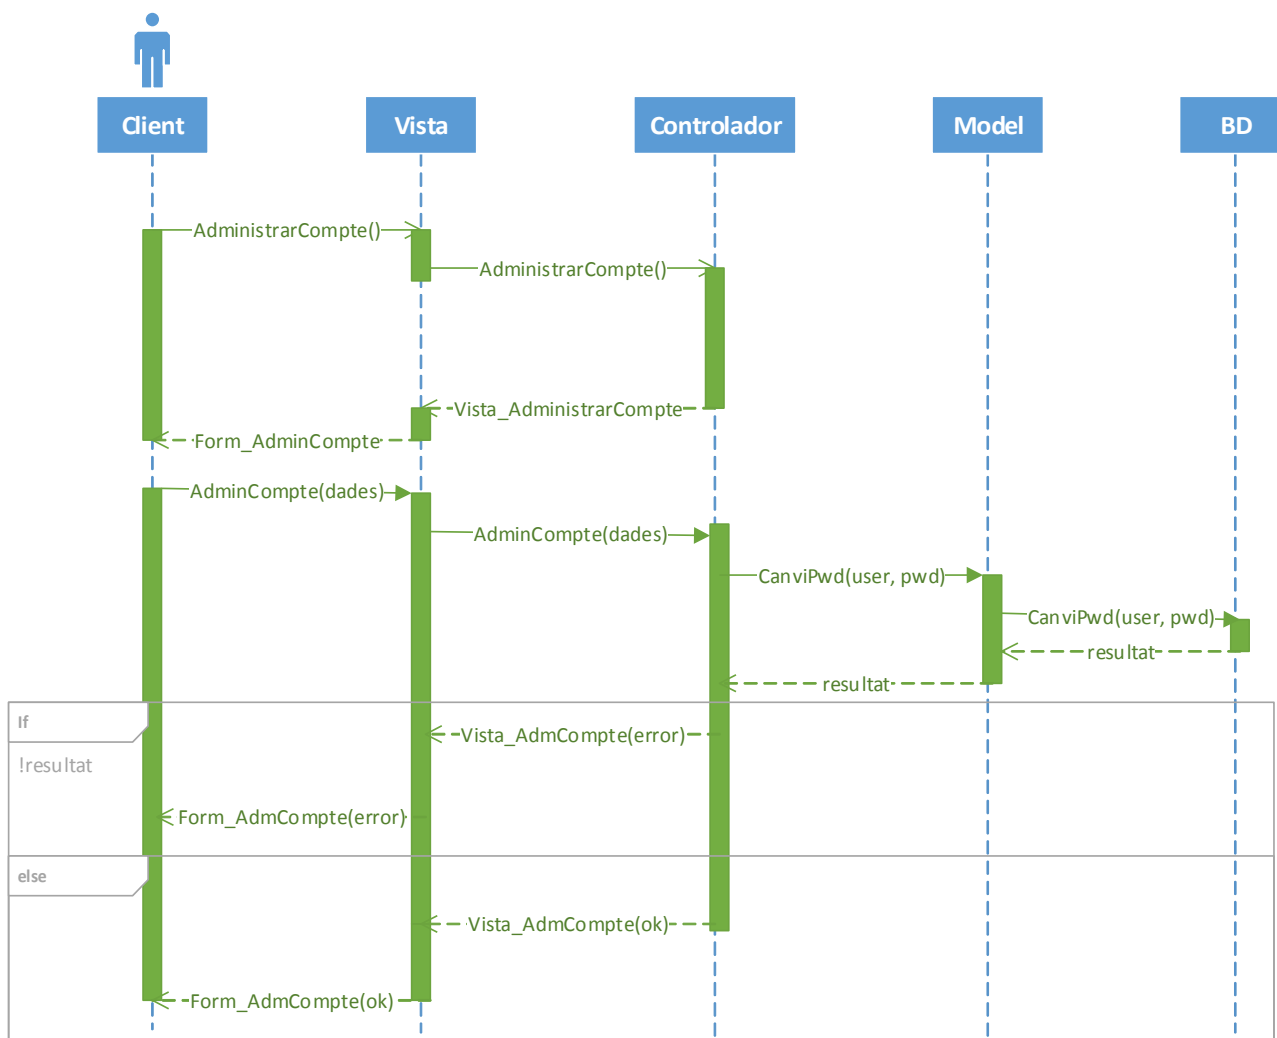 Client
Vista
Controlador
Model
BD
AdministrarCompte()
AdministrarCompte()
Vista_AdministrarCompte
Form_AdminCompte
AdminCompte(dades)
AdminCompte(dades)
CanviPwd(user, pwd)
CanviPwd(user, pwd)
resultat
resultat
If
!resultat
Vista_AdmCompte(error)
Form_AdmCompte(error)
else
Vista_AdmCompte(ok)
Form_AdmCompte(ok)